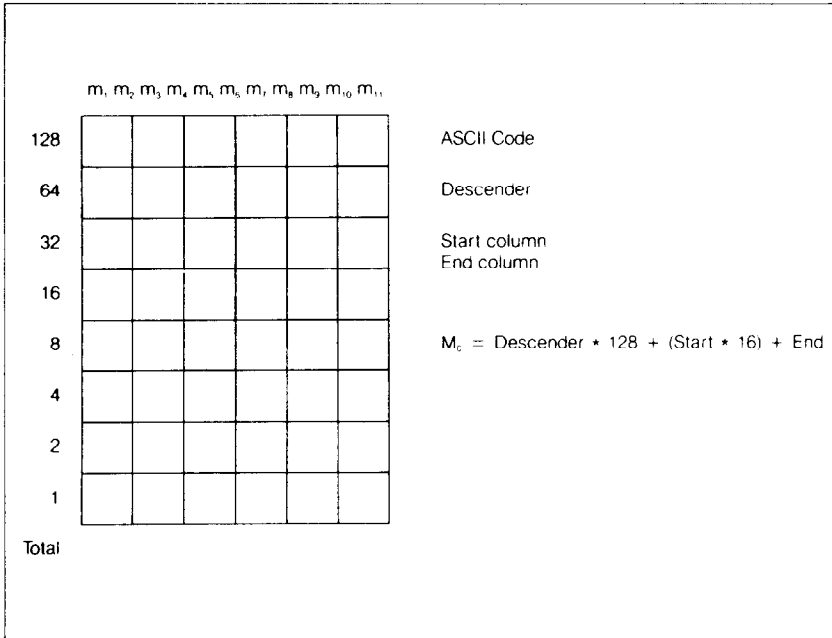 m₁ m₂ m₃ m₄ m₅ m₆ m₇ m₈ m₉ m₁₀ m₁₁
128 ASCII Code
64 Descender
32 Start column
End column
16
8 M꜀ = Descender * 128 + (Start * 16) + End
4
2
1
Total